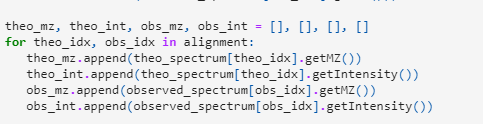 theo_mz, theo_int, obs_mz, obs_int = [], [], [], []
for theo_idx, obs_idx in alignment:
    theo_mz.append(theo_spectrum[theo_idx].getMZ())
    theo_int.append(theo_spectrum[theo_idx].getIntensity())
    obs_mz.append(observed_spectrum[obs_idx].getMZ())
    obs_int.append(observed_spectrum[obs_idx].getIntensity())